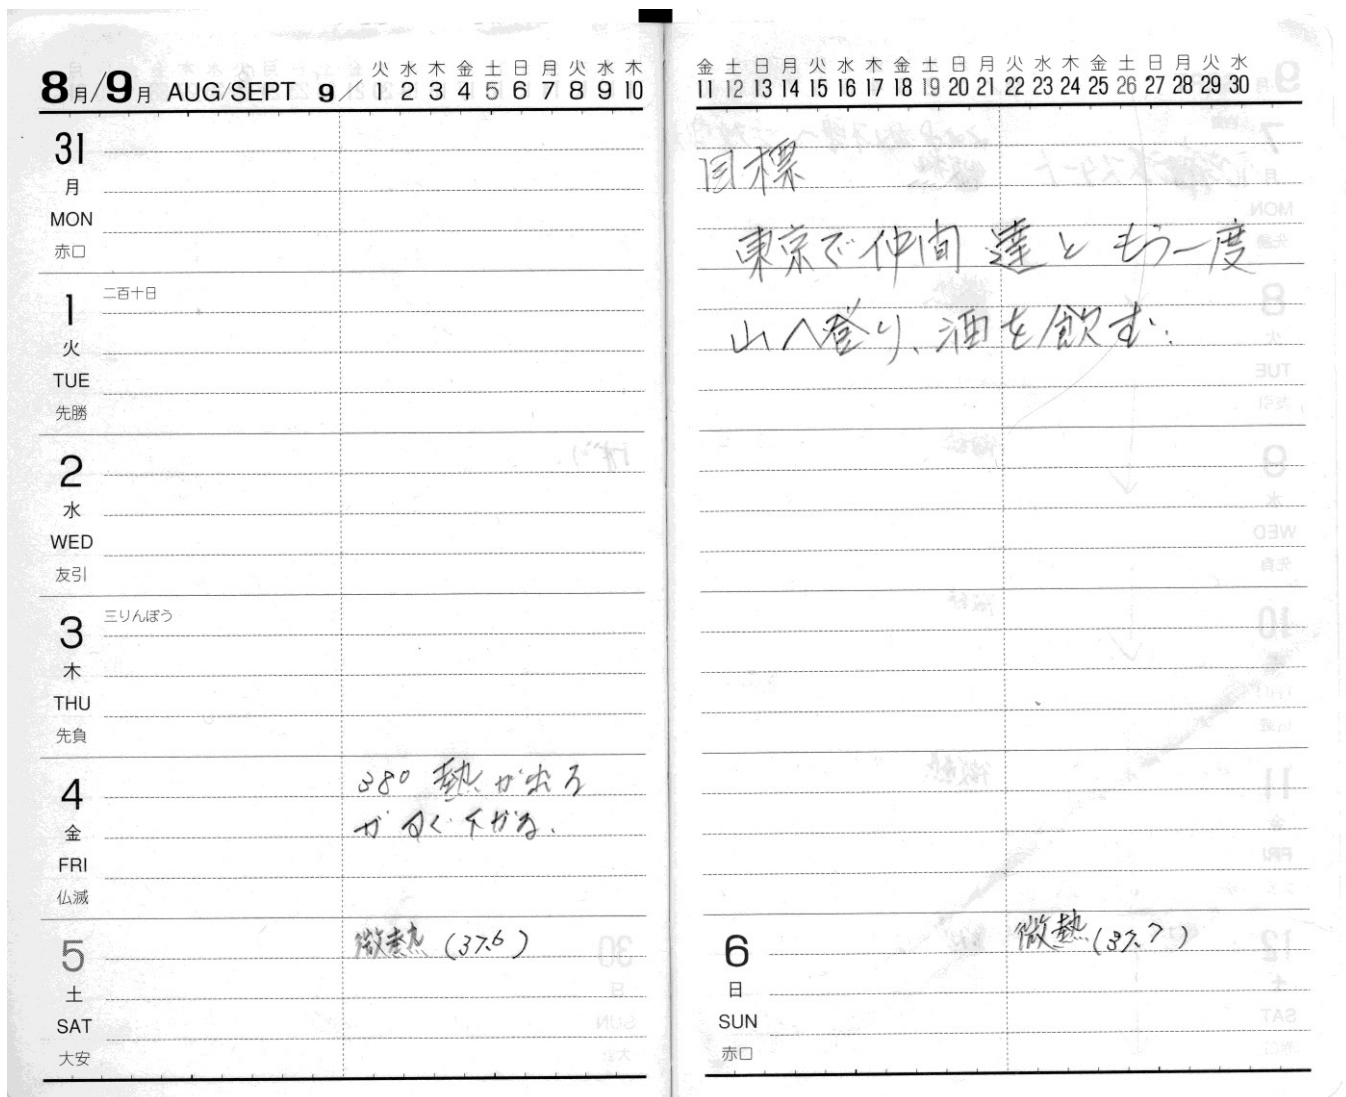 8月/9月 AUG/SEPT 9/
火 水 木 金 土 日 月 火 水 木
1 2 3 4 5 6 7 8 9 10
31
月
MON
赤口
1 二百十日
火
TUE
先勝
2
水
WED
友引
3 三りんぼう
木
THU
先負
4
金
FRI
仏滅
38° 熱が出る
がすぐ下がる.
5
土
SAT
大安
微熱 (37.6)
金 土 日 月 火 水 木 金 土 日 月 火 水 木 金 土 日 月 火 水
11 12 13 14 15 16 17 18 19 20 21 22 23 24 25 26 27 28 29 30
目標
東京で仲間達ともう一度
山へ登り、酒を飲む.
6
日
SUN
赤口
微熱 (37.7)